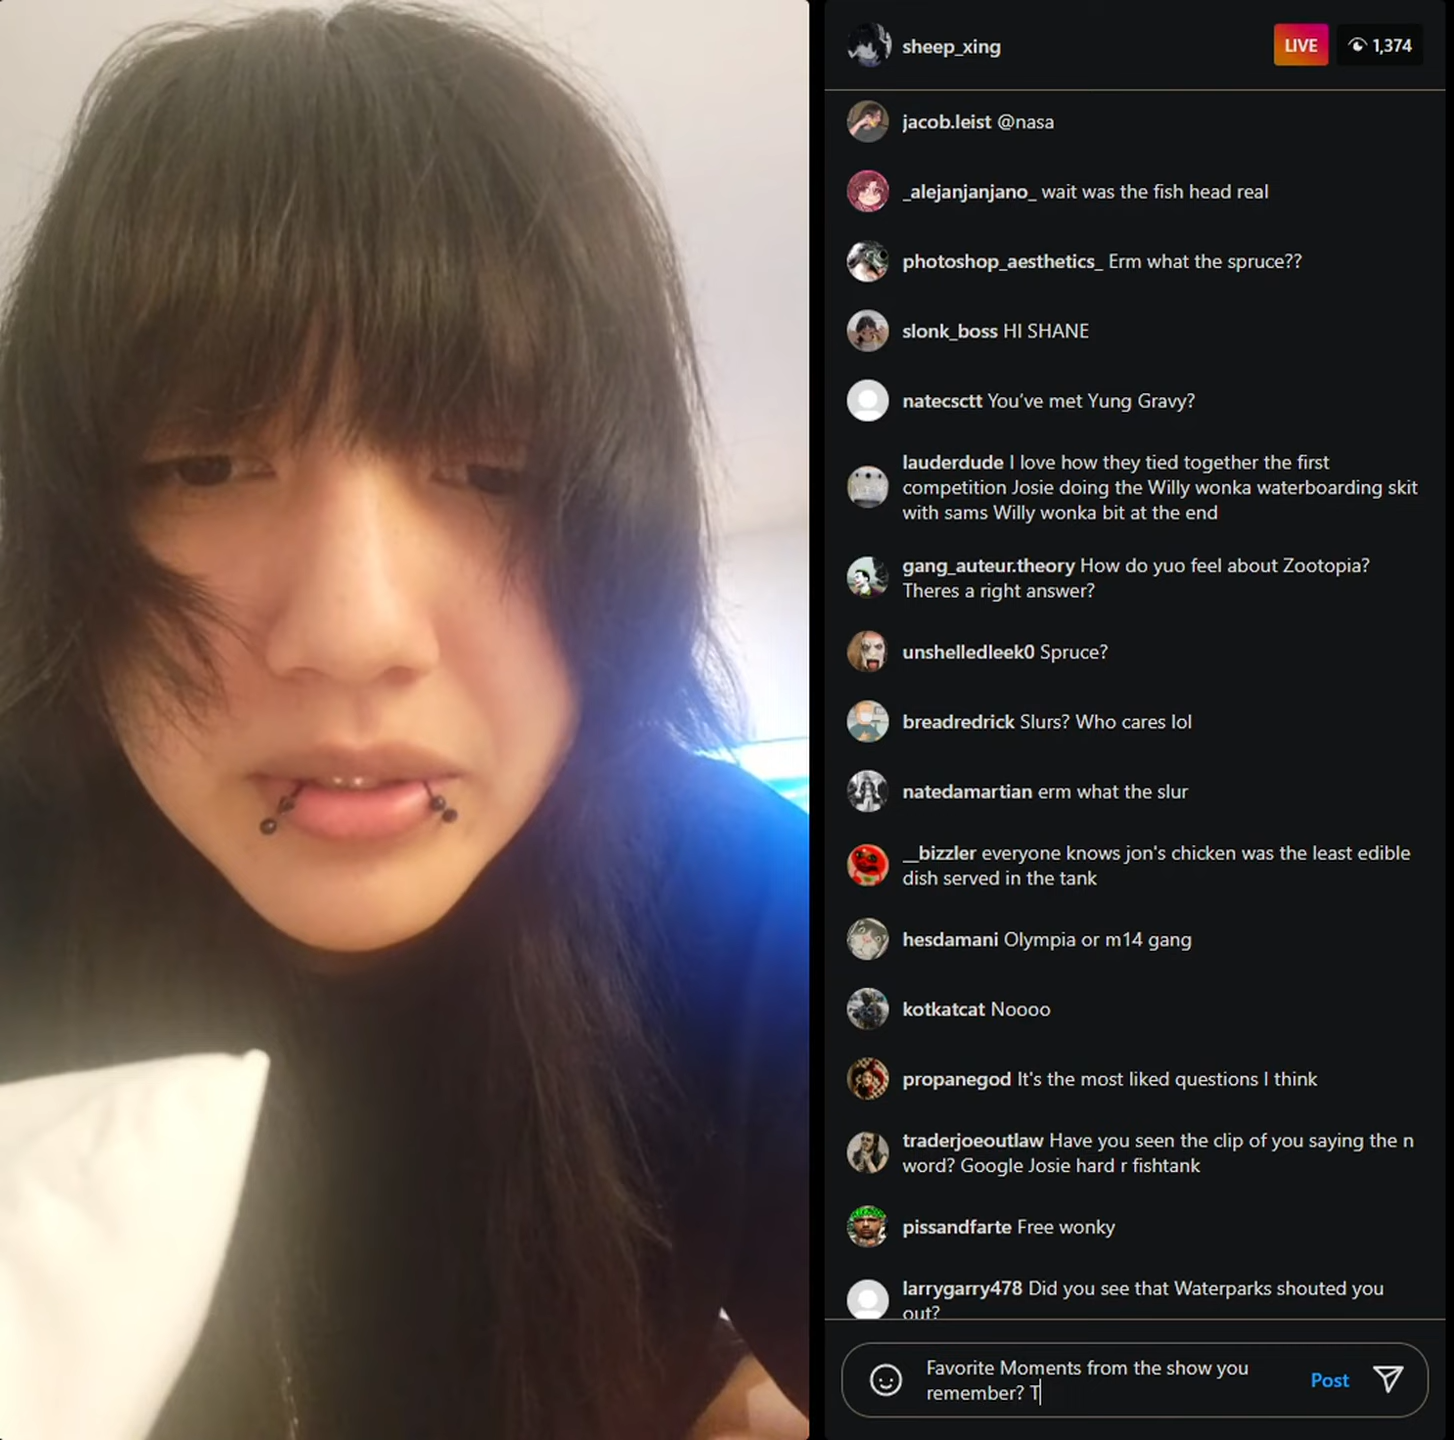 sheep_xing
LIVE
1,374
jacob.leist @nasa
_alejanjanjano_ wait was the fish head real
photoshop_aesthetics_ Erm what the spruce??
slonk_boss HI SHANE
natecsctt You’ve met Yung Gravy?
lauderdude I love how they tied together the first
competition Josie doing the Willy wonka waterboarding skit
with sams Willy wonka bit at the end
gang_auteur.theory How do yuo feel about Zootopia?
Theres a right answer?
unshelledleek0 Spruce?
breadredrick Slurs? Who cares lol
natedamartian erm what the slur
__bizzler everyone knows jon's chicken was the least edible
dish served in the tank
hesdamani Olympia or m14 gang
kotkatcat Noooo
propanegod It's the most liked questions I think
traderjoeoutlaw Have you seen the clip of you saying the n
word? Google Josie hard r fishtank
pissandfarte Free wonky
larrygarry478 Did you see that Waterparks shouted you
out?
Favorite Moments from the show you
remember? T
Post